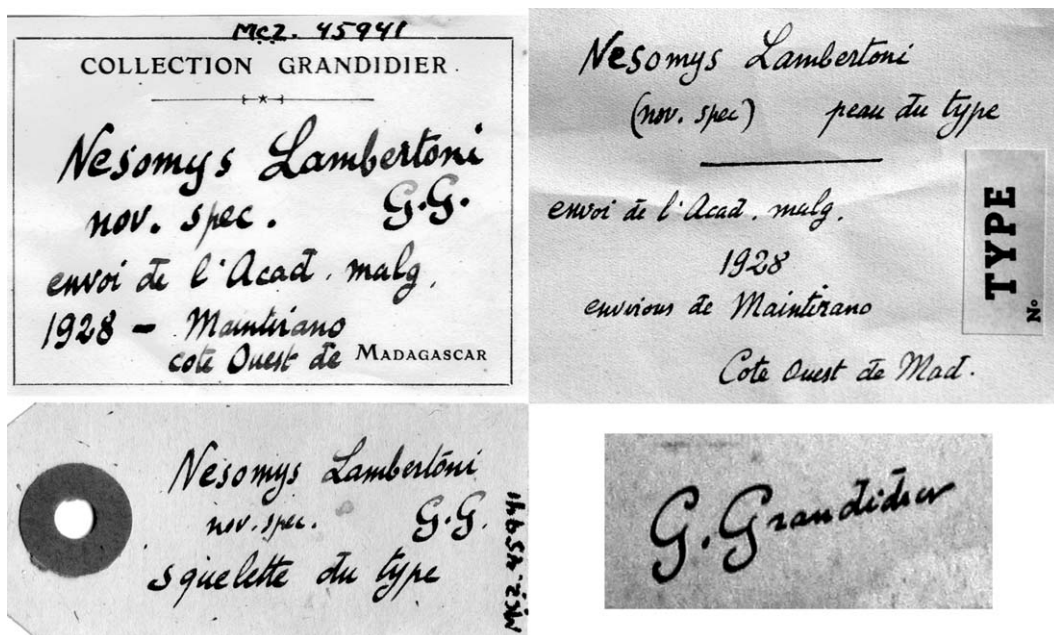 MCZ. 45941
COLLECTION GRANDIDIER.
Nesomys Lambertoni
nov. spec. G.G.
envoi de l'Acad. malg.
1928 – Maintirano
cote Ouest de MADAGASCAR
Nesomys Lambertoni
(nov. spec) peau du type
envoi de l'Acad. malg.
1928
environs de Maintirano
Cote Ouest de Mad.
TYPE
No
Nesomys Lambertoni
nov. spec. G.G.
squelette du type
MCZ. 45941
G. Grandidier